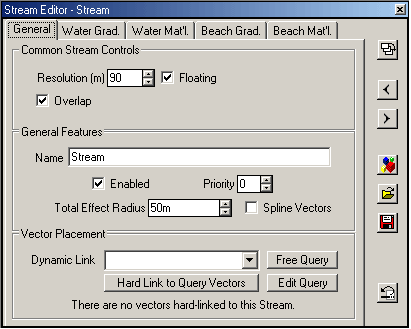 Stream Editor - Stream
General Water Grad. Water Mat'l. Beach Grad. Beach Mat'l.
Common Stream Controls
Resolution (m) 90 Floating
Overlap
General Features
Name Stream
Enabled Priority 0
Total Effect Radius 50m Spline Vectors
Vector Placement
Dynamic Link Free Query
Hard Link to Query Vectors Edit Query
There are no vectors hard-linked to this Stream.